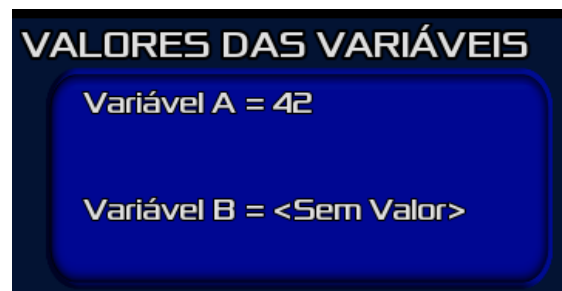 VALORES DAS VARIÁVEIS
Variável A = 42
Variável B = <Sem Valor>